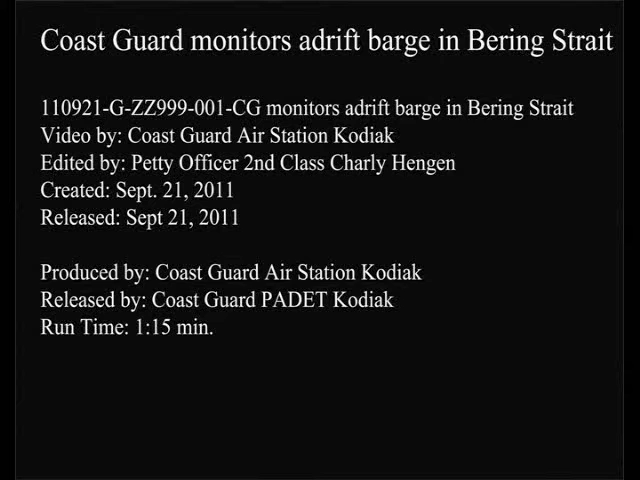 Coast Guard monitors adrift barge in Bering Strait
110921-G-ZZ999-001-CG monitors adrift barge in Bering Strait
Video by: Coast Guard Air Station Kodiak
Edited by: Petty Officer 2nd Class Charly Hengen
Created: Sept. 21, 2011
Released: Sept 21, 2011
Produced by: Coast Guard Air Station Kodiak
Released by: Coast Guard PADET Kodiak
Run Time: 1:15 min.